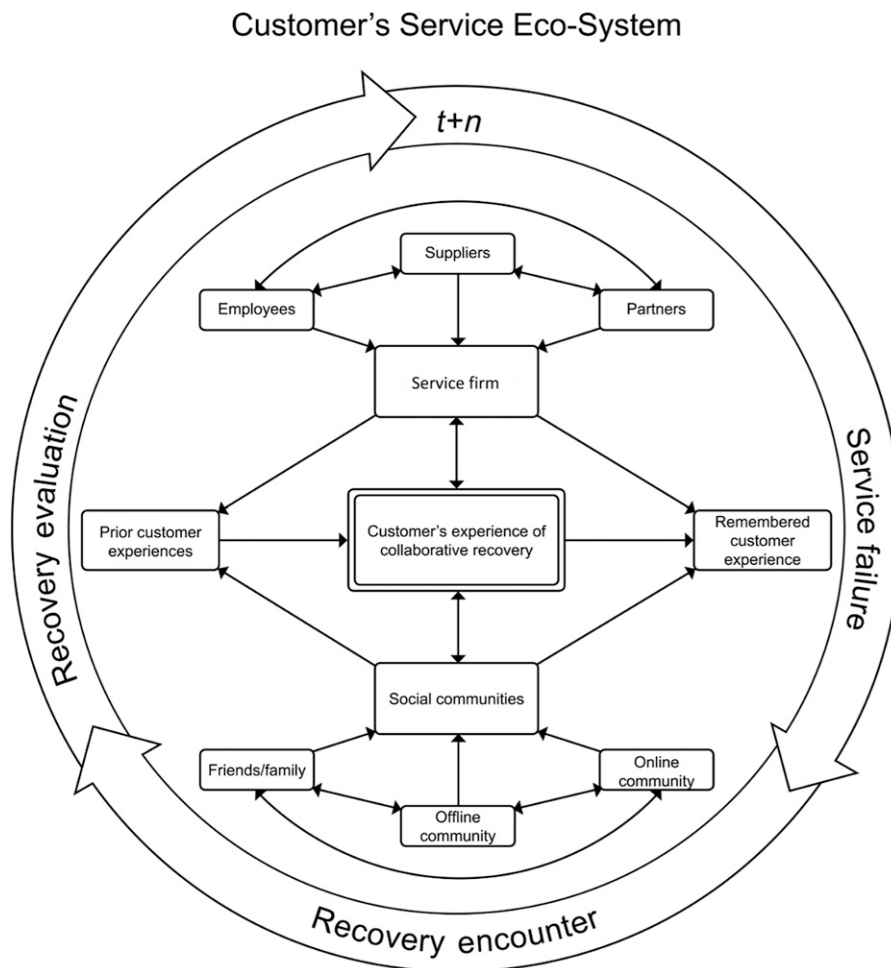 Customer’s Service Eco-System
t+n
Suppliers
Employees
Partners
Service firm
Recovery evaluation
Service failure
Prior customer
experiences
Customer’s experience of
collaborative recovery
Remembered
customer
experience
Social communities
Friends/family
Online
community
Offline
community
Recovery encounter